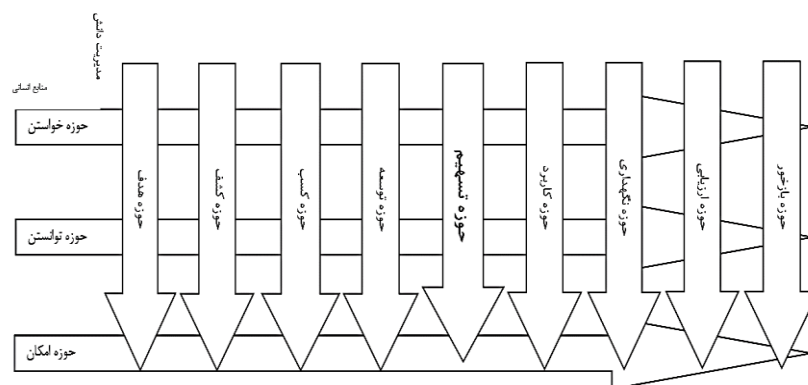 مدیریت دانش
منابع انسانی
حوزه خواستن
حوزه توانستن
حوزه امکان
حوزه هدف
حوزه کشف
حوزه کسب
حوزه توسعه
حوزه تسهیم
حوزه کاربرد
حوزه نگهداری
حوزه ارزیابی
حوزه بازخور